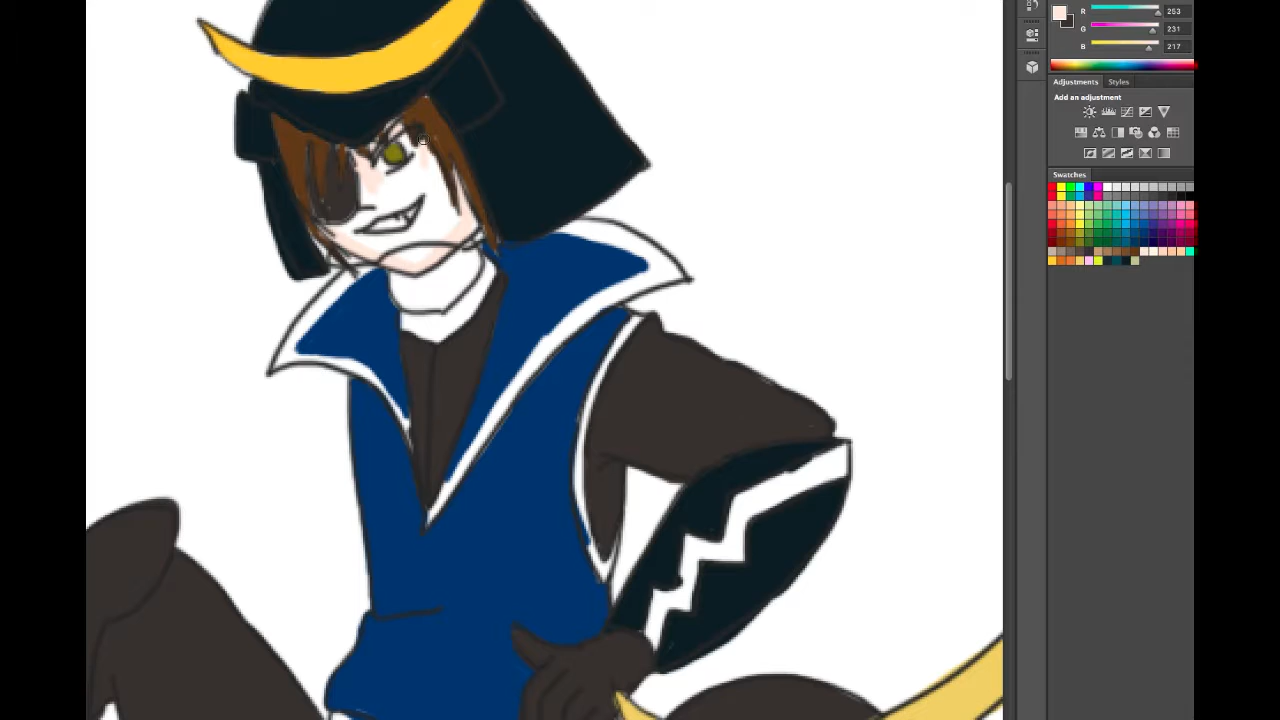 R 253
G 231
B 217
Adjustments Styles
Add an adjustment
Swatches